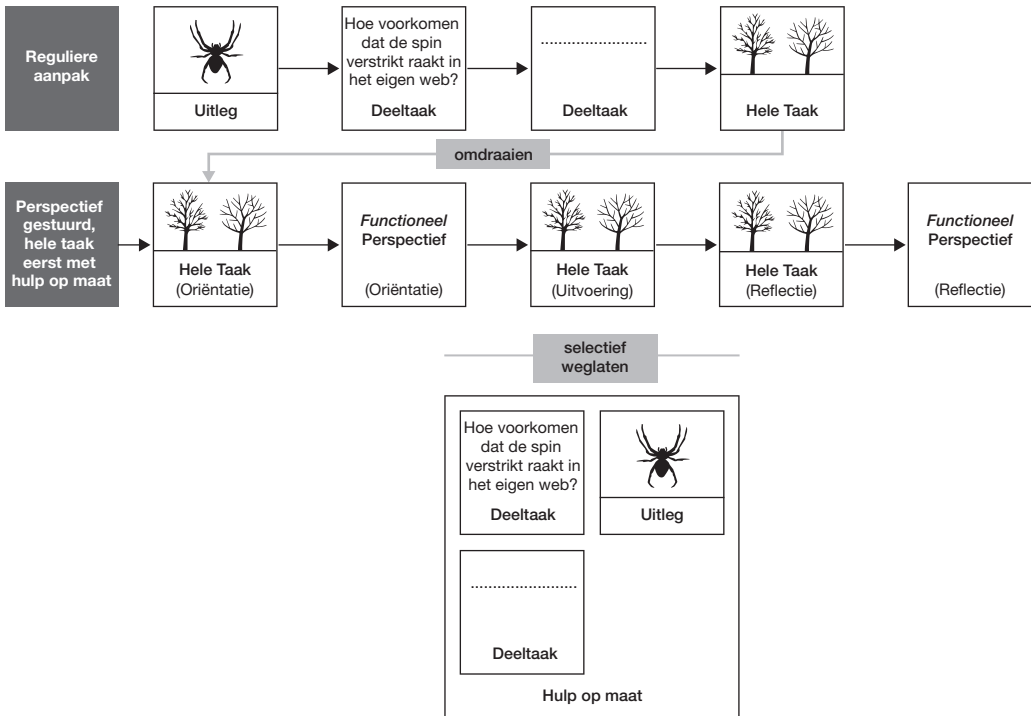 Reguliere
aanpak
Uitleg
Hoe voorkomen
dat de spin
verstrikt raakt in
het eigen web?
Deeltaak
....................................
Deeltaak
Hele Taak
omdraaien
Perspectief
gestuurd,
hele taak
eerst met
hulp op maat
Hele Taak
(Oriëntatie)
Functioneel
Perspectief
(Oriëntatie)
Hele Taak
(Uitvoering)
Hele Taak
(Reflectie)
Functioneel
Perspectief
(Reflectie)
selectief
weglaten
Hoe voorkomen
dat de spin
verstrikt raakt in
het eigen web?
Deeltaak
Uitleg
....................................
Deeltaak
Hulp op maat